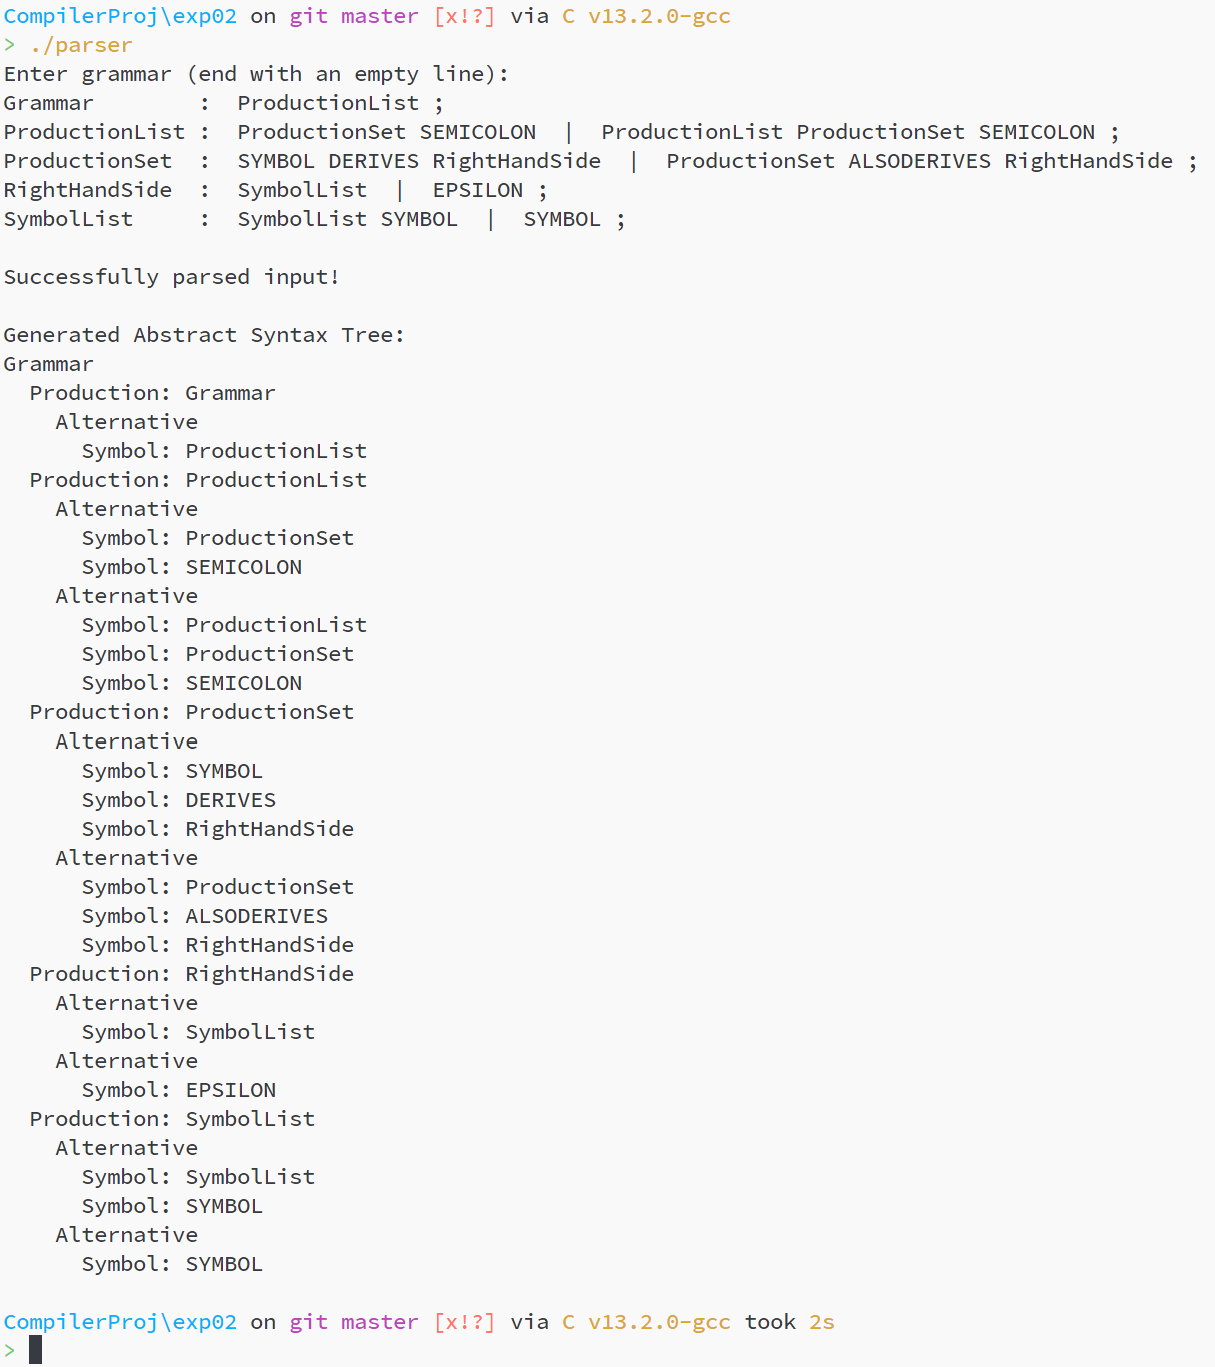 CompilerProj\exp02 on git master [x!?] via C v13.2.0-gcc
> ./parser
Enter grammar (end with an empty line):
Grammar        :  ProductionList ;
ProductionList :  ProductionSet SEMICOLON  |  ProductionList ProductionSet SEMICOLON ;
ProductionSet  :  SYMBOL DERIVES RightHandSide  |  ProductionSet ALSODERIVES RightHandSide ;
RightHandSide  :  SymbolList  |  EPSILON ;
SymbolList     :  SymbolList SYMBOL  |  SYMBOL ;

Successfully parsed input!

Generated Abstract Syntax Tree:
Grammar
  Production: Grammar
    Alternative
      Symbol: ProductionList
  Production: ProductionList
    Alternative
      Symbol: ProductionSet
      Symbol: SEMICOLON
    Alternative
      Symbol: ProductionList
      Symbol: ProductionSet
      Symbol: SEMICOLON
  Production: ProductionSet
    Alternative
      Symbol: SYMBOL
      Symbol: DERIVES
      Symbol: RightHandSide
    Alternative
      Symbol: ProductionSet
      Symbol: ALSODERIVES
      Symbol: RightHandSide
  Production: RightHandSide
    Alternative
      Symbol: SymbolList
    Alternative
      Symbol: EPSILON
  Production: SymbolList
    Alternative
      Symbol: SymbolList
      Symbol: SYMBOL
    Alternative
      Symbol: SYMBOL

CompilerProj\exp02 on git master [x!?] via C v13.2.0-gcc took 2s
>